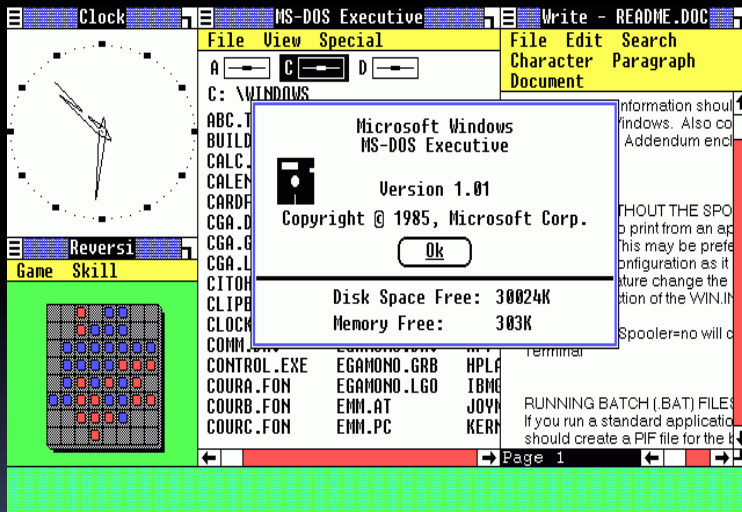 Clock
MS-DOS Executive
Write - README.DOC
File View Special
File Edit Search
Character Paragraph
Document
A C D
C: \WINDOWS
ABC.T
BUILD
CALC.
CALEN
CARDF
CGA.D
CGA.G
CGA.L
CITOH
CLIPB
CLOCK
COMM.
CONTROL.EXE EGAMONO.GRB HPLA
COURA.FON EGAMONO.LGO IBMG
COURB.FON EMM.AT JOYM
COURC.FON EMM.PC KERN
Microsoft Windows
MS-DOS Executive
Version 1.01
Copyright © 1985, Microsoft Corp.
Ok
Disk Space Free: 30024K
Memory Free: 303K
Reversi
Game Skill
nformation shoul
indows. Also co
Addendum encl
THOUT THE SPO
print from an ap
his may be prefe
onfiguration as it
ature change the
tion of the WIN.IN
Spooler=no will c
Terminal
RUNNING BATCH (.BAT) FILES
If you run a standard applicatio
should create a PIF file for the b
Page 1